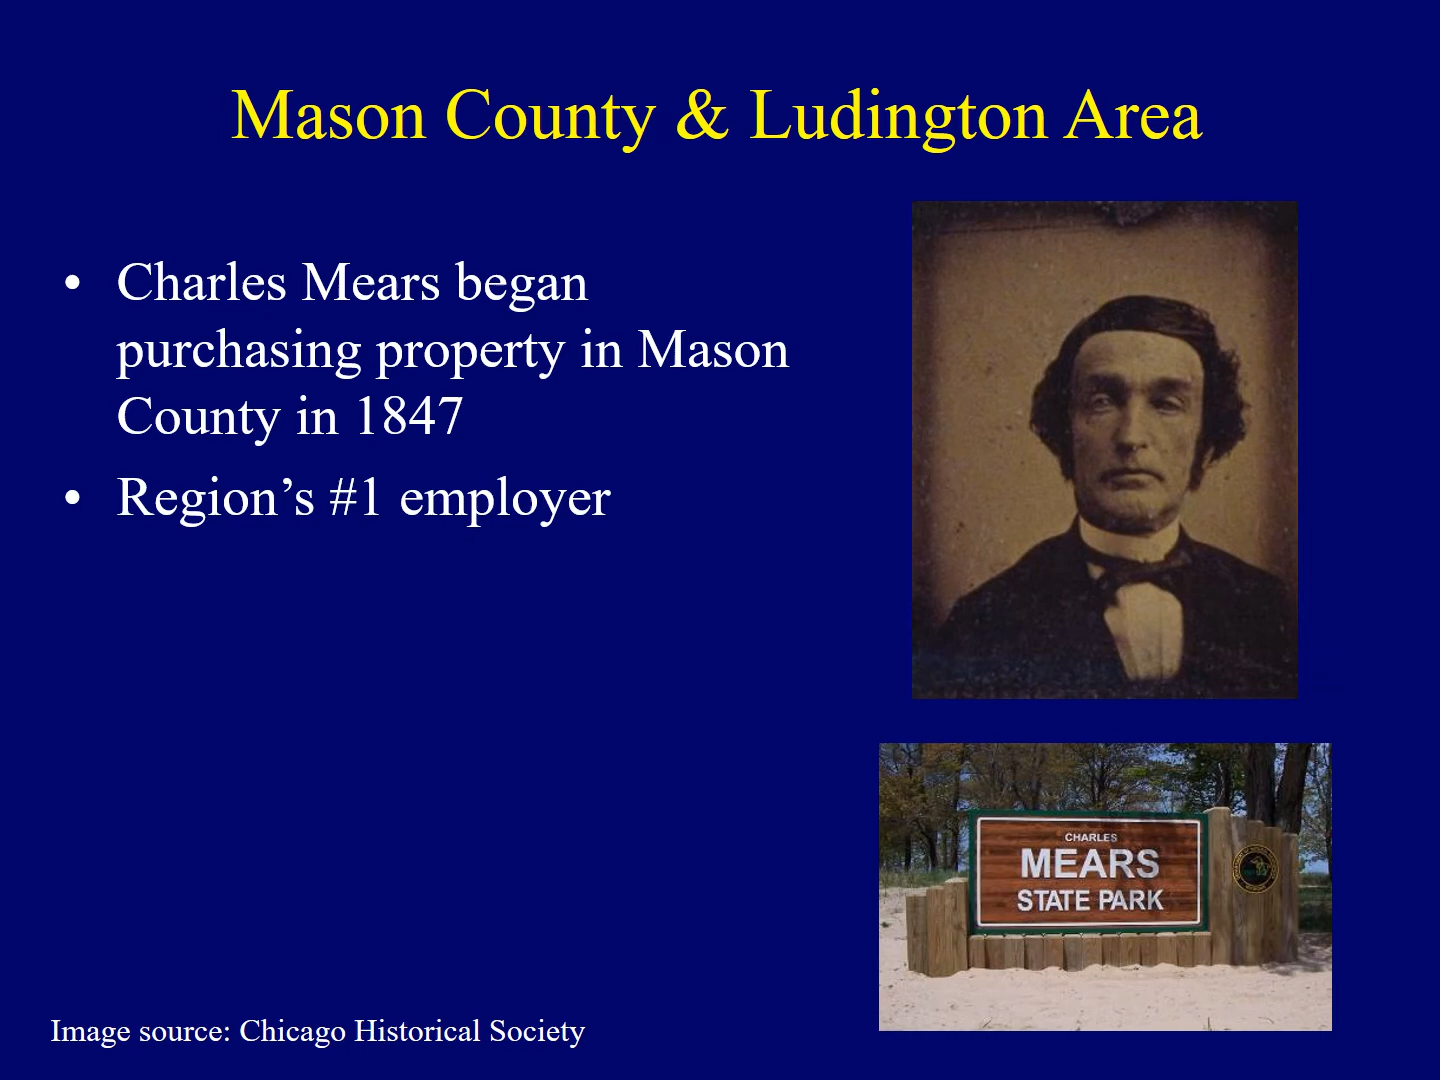 Mason County & Ludington Area
• Charles Mears began
purchasing property in Mason
County in 1847
• Region’s #1 employer
CHARLES
MEARS
STATE PARK
Image source: Chicago Historical Society